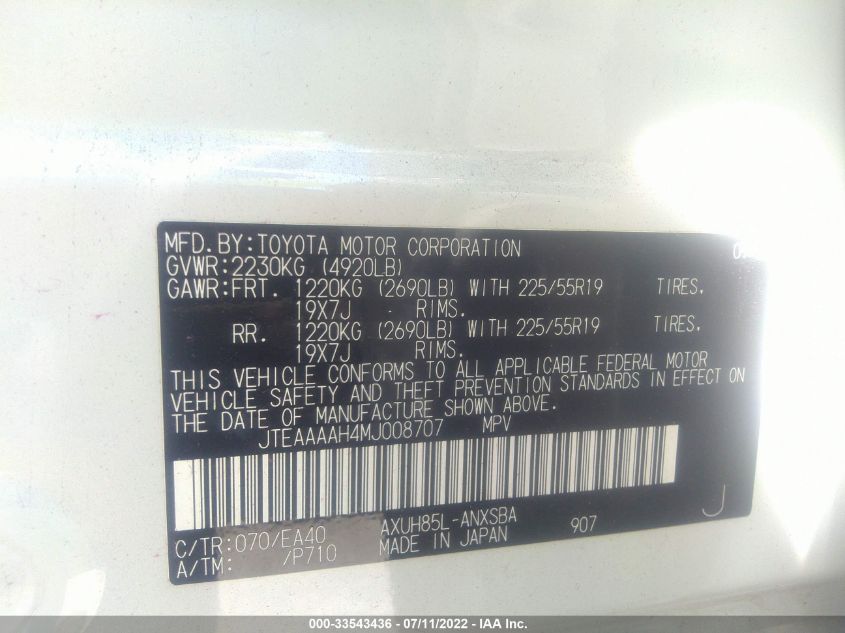 MFD.BY:TOYOTA MOTOR CORPORATION
GVWR:2230KG (4920LB)
GAWR:FRT. 1220KG (2690LB) WITH 225/55R19 TIRES.
19X7J RIMS.
RR. 1220KG (2690LB) WITH 225/55R19 TIRES.
19X7J RIMS.
THIS VEHICLE CONFORMS TO ALL APPLICABLE FEDERAL MOTOR
VEHICLE SAFETY AND THEFT PREVENTION STANDARDS IN EFFECT ON
THE DATE OF MANUFACTURE SHOWN ABOVE.
JTEAAAAH4MJ008707 MPV
C/TR:070/EA40 AXUH85L-ANXSBA 907 J
A/TM: /P710 MADE IN JAPAN
000-33543436 - 07/11/2022 - IAA Inc.